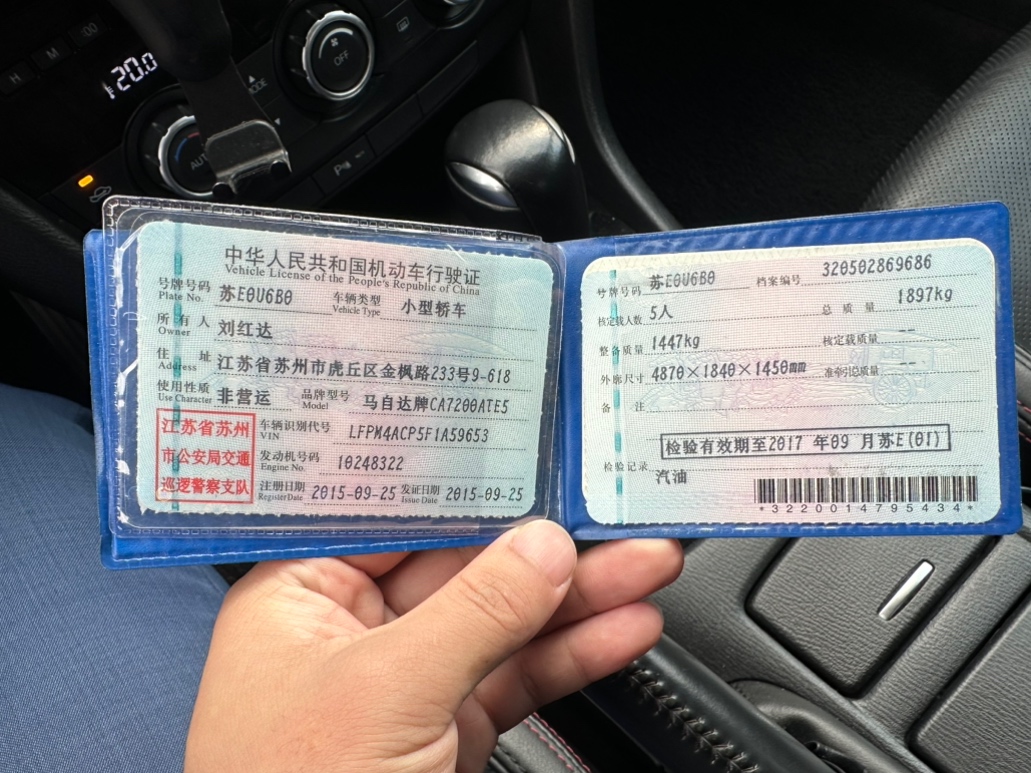 20.0
H
M
-00
MODE
OFF
AUTO
中华人民共和国机动车行驶证
Vehicle License of the People's Republic of China
号牌号码 苏E0U6B0 车辆类型 小型轿车
Plate No. Vehicle Type
所有人 刘红达
Owner
住址 江苏省苏州市虎丘区金枫路233号9-618
Address
使用性质 非营运 品牌型号 马自达牌CA7200ATE5
Use Character Model
江苏省苏州
市公安局交通
巡逻警察支队
车辆识别代号 LFPM4ACP5F1A59653
VIN
发动机号码 10248322
Engine No.
注册日期 2015-09-25 发证日期 2015-09-25
Register Date Issue Date
号牌号码 苏E0U6B0 档案编号 320502869686
核定载人数 5人 总质量 1897kg
整备质量 1447kg 核定载质量 --
外廓尺寸 4870×1840×1450mm 准牵引总质量 --
备注
检验有效期至2017年09月苏E(01)
检验记录
汽油
*3220014795434*